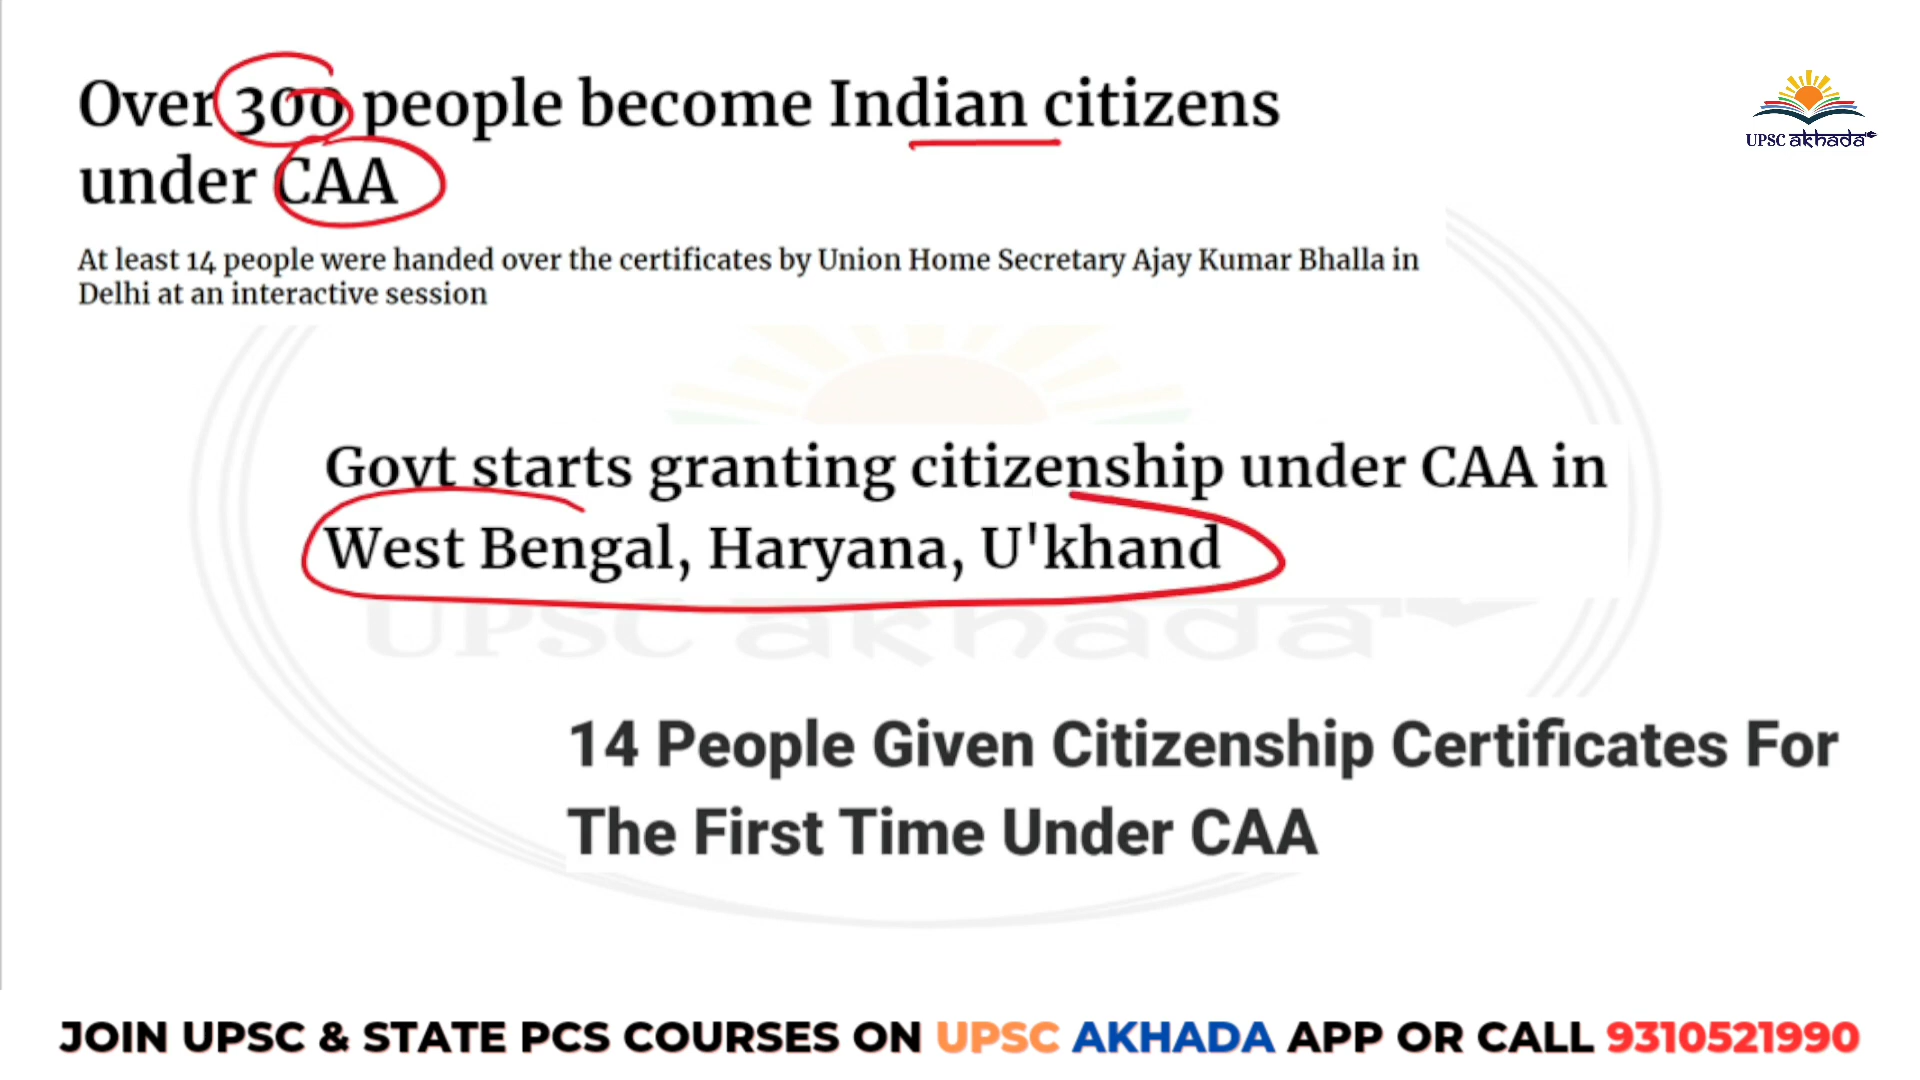 Over 300 people become Indian citizens
under CAA
UPSC akhada
At least 14 people were handed over the certificates by Union Home Secretary Ajay Kumar Bhalla in
Delhi at an interactive session
Govt starts granting citizenship under CAA in
West Bengal, Haryana, U'khand
UPSC akhada
14 People Given Citizenship Certificates For
The First Time Under CAA
JOIN UPSC & STATE PCS COURSES ON UPSC AKHADA APP OR CALL 9310521990